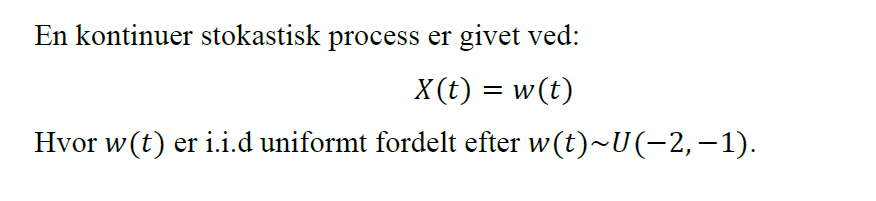 En kontinuer stokastisk process er givet ved:
X(t) = w(t)
Hvor w(t) er i.i.d uniformt fordelt efter w(t)~U(−2,−1).